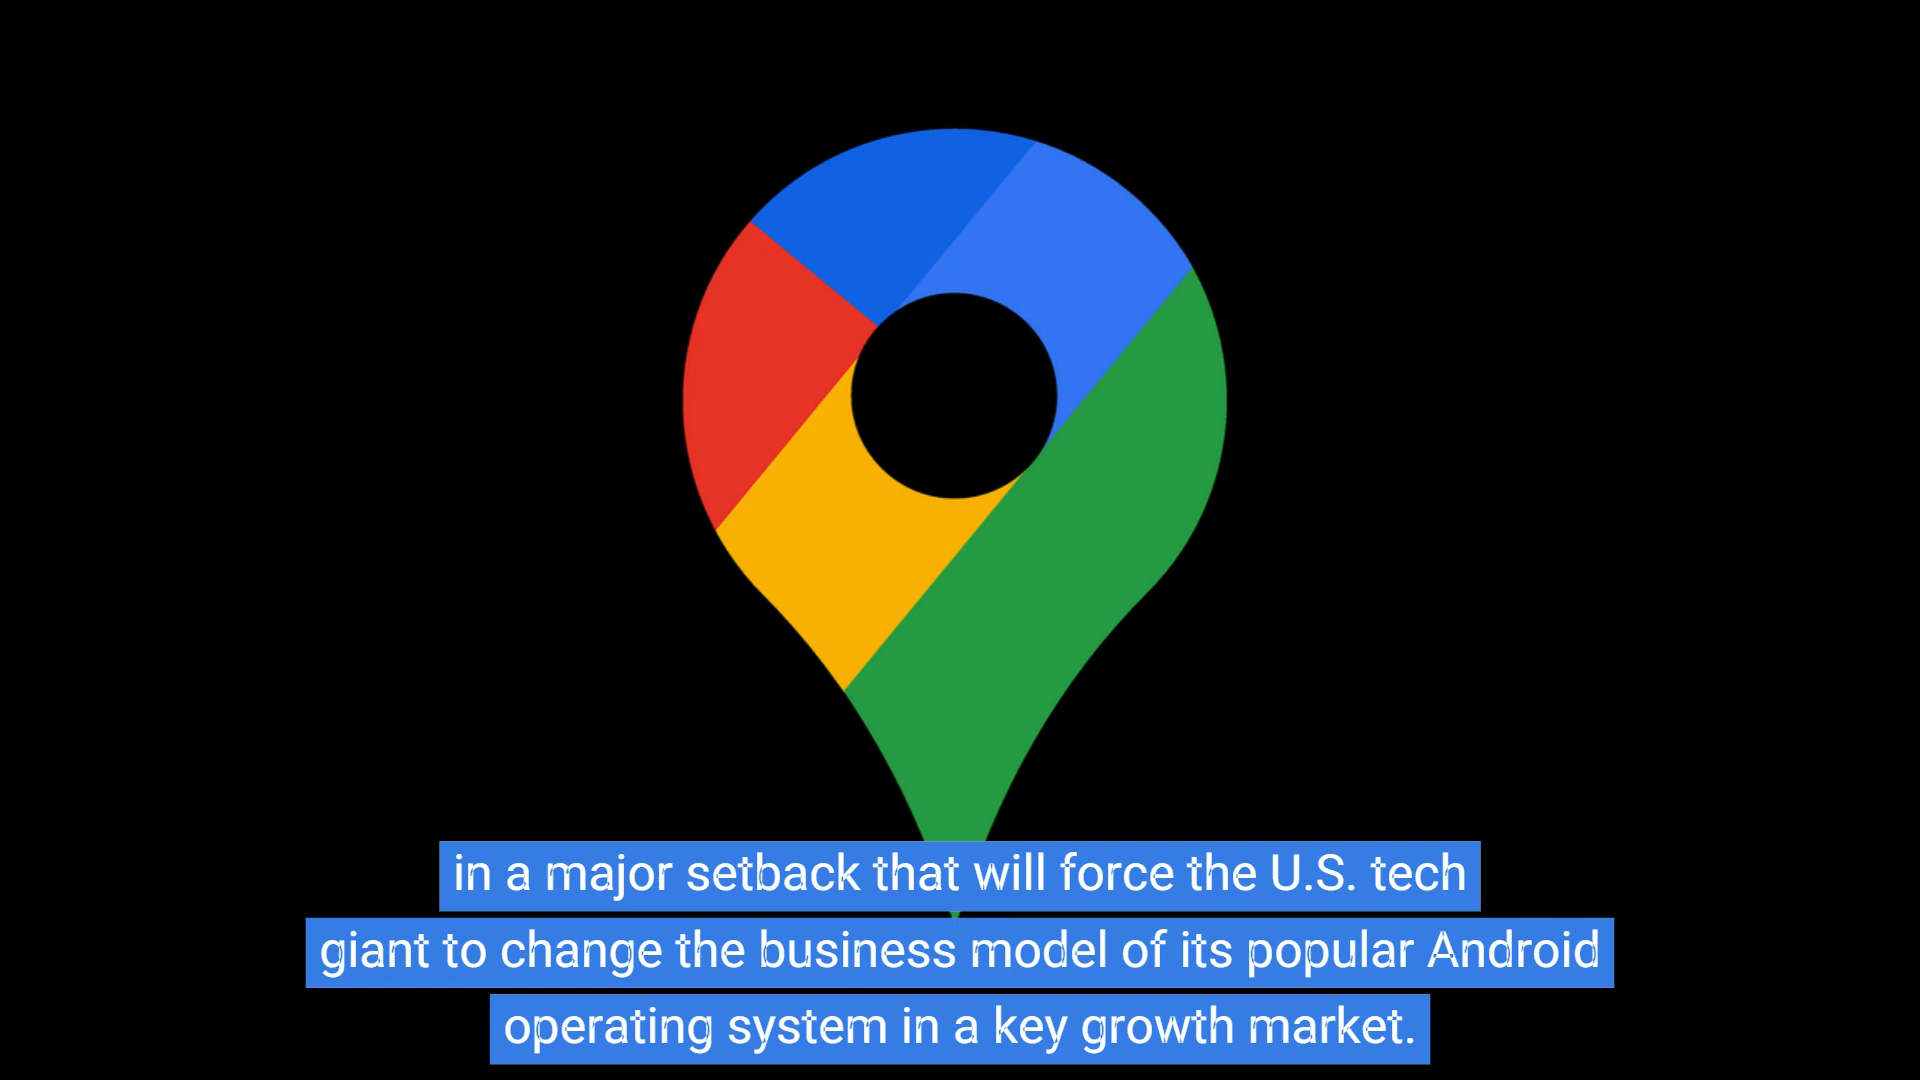 in a major setback that will force the U.S. tech
giant to change the business model of its popular Android
operating system in a key growth market.